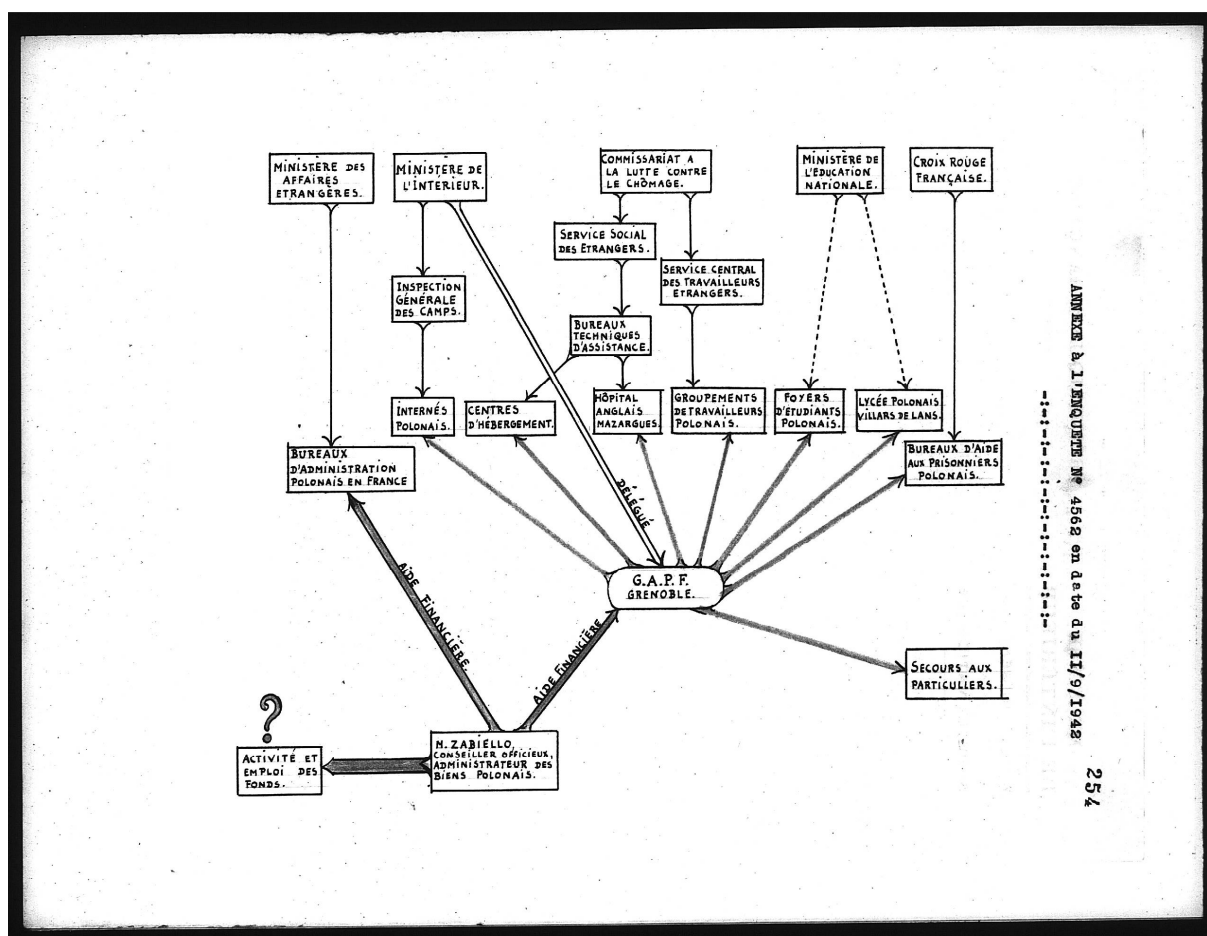 MINISTÈRE DES
AFFAIRES
ETRANGÈRES.
MINISTÈRE DE
L'INTÉRIEUR.
COMMISSARIAT A
LA LUTTE CONTRE
LE CHÔMAGE.
MINISTÈRE DE
L'EDUCATION
NATIONALE.
CROIX ROUGE
FRANÇAISE.
SERVICE SOCIAL
DES ETRANGERS.
SERVICE CENTRAL
DES TRAVAILLEURS
ETRANGERS.
INSPECTION
GÉNÉRALE
DES CAMPS.
BUREAUX
TECHNIQUES
D'ASSISTANCE.
INTERNÉS
POLONAIS.
CENTRES
D'HÉBERGEMENT.
HÔPITAL
ANGLAIS
MAZARGUES.
GROUPEMENTS
DE TRAVAILLEURS
POLONAIS.
FOYERS
D'ÉTUDIANTS
POLONAIS.
LYCÉE POLONAIS
VILLARS DE LANS.
BUREAUX D'AIDE
AUX PRISONNIERS
POLONAIS.
BUREAUX
D'ADMINISTRATION
POLONAIS EN FRANCE
DÉLÉGUÉ
G.A.P.F.
GRENOBLE.
AIDE FINANCIÈRE.
AIDE FINANCIÈRE
SECOURS AUX
PARTICULIERS.
?
ACTIVITÉ ET
EMPLOI DES
FONDS.
M. ZABIELLO,
CONSEILLER OFFICIEUX,
ADMINISTRATEUR DES
BIENS POLONAIS.
ANNEXE à l'ENQUETE N° 4562 en date du II/9/I942
-:-:-:-:-:-:-:-:-:-:-:-:-
254